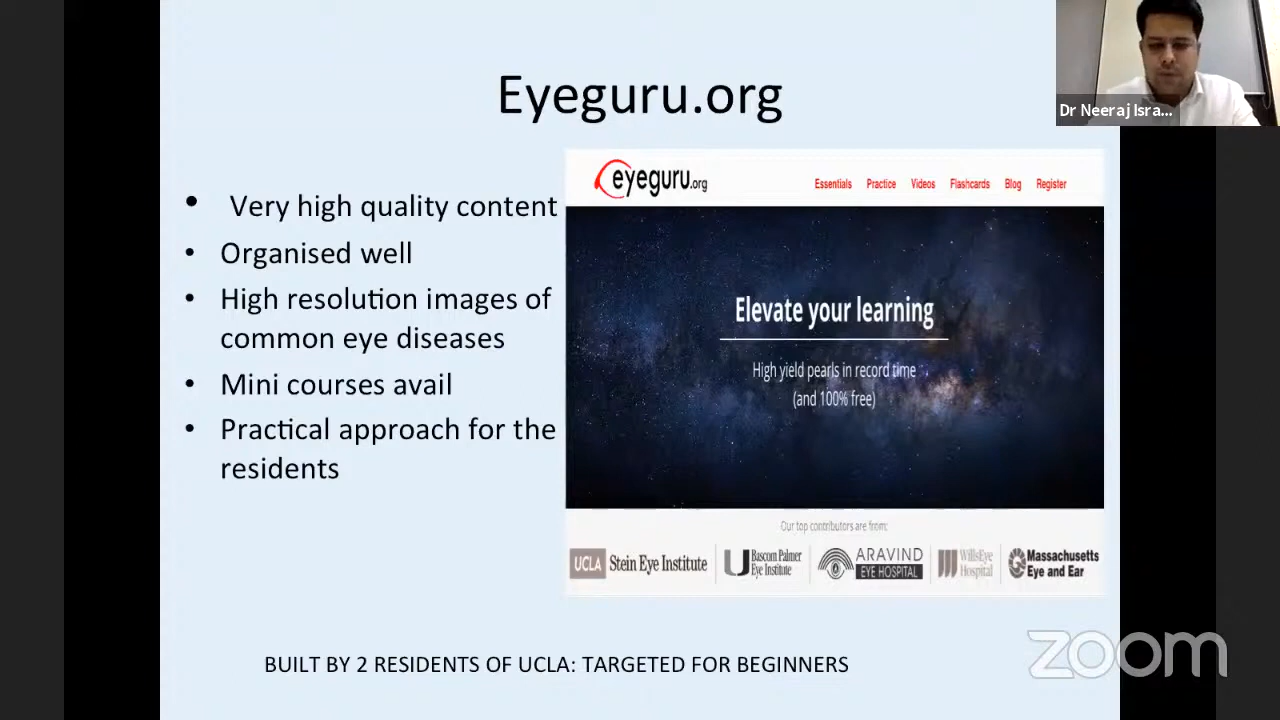 Eyeguru.org
Dr Neeraj Isra...
• Very high quality content
• Organised well
• High resolution images of
common eye diseases
• Mini courses avail
• Practical approach for the
residents
eyeguru.org
Essentials Practice Videos Flashcards Blog Register
Elevate your learning
High yield pearls in record time
(and 100% free)
Our top contributors are from:
UCLA Stein Eye Institute
Bascom Palmer
Eye Institute
ARAVIND
EYE HOSPITAL
WillsEye
Hospital
Massachusetts
Eye and Ear
BUILT BY 2 RESIDENTS OF UCLA: TARGETED FOR BEGINNERS
zoom